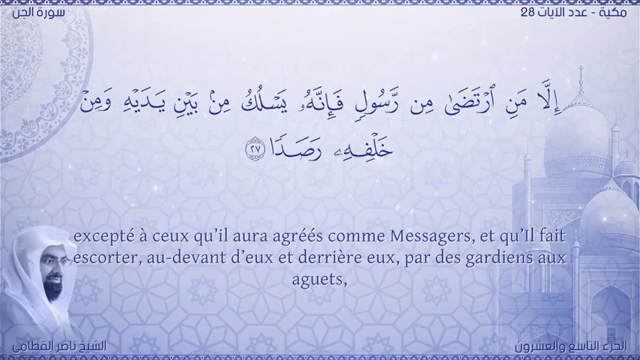 مكية - عدد الآيات 28
سورة الجن
إِلَّا مَنِ ٱرْتَضَىٰ مِن رَّسُولٍ فَإِنَّهُۥ يَسْلُكُ مِنۢ بَيْنِ يَدَيْهِ وَمِنْ
خَلْفِهِۦ رَصَدًا ٢٧
excepté à ceux qu’il aura agréés comme Messagers, et qu’Il fait
escorter, au-devant d’eux et derrière eux, par des gardiens aux
aguets,
الجزء التاسع والعشرون
الشيخ ناصر القطامي